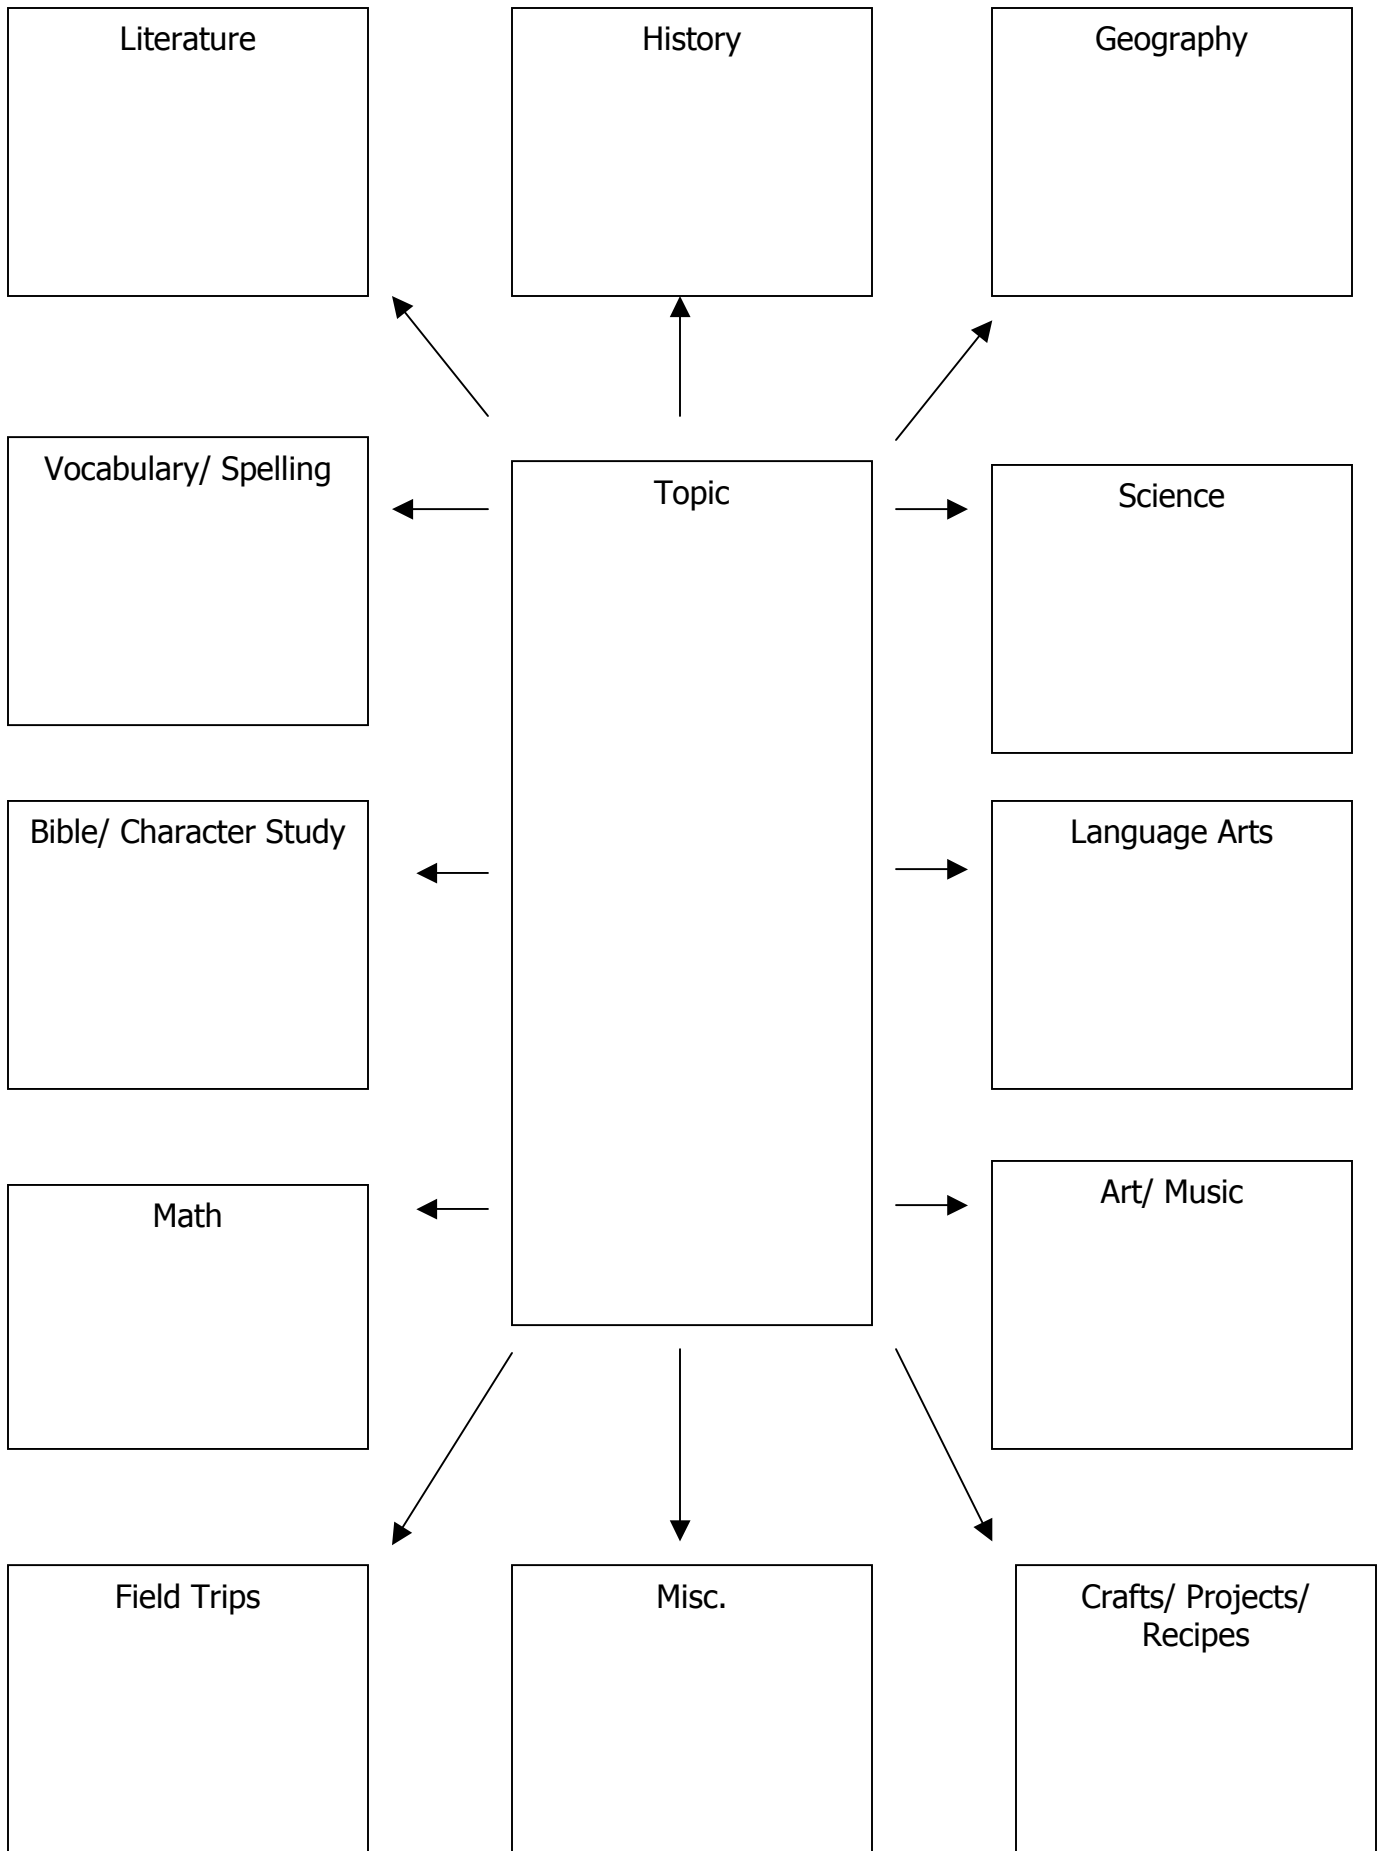 Literature
History
Geography
Vocabulary/ Spelling
Topic
Science
Bible/ Character Study
Language Arts
Math
Art/ Music
Field Trips
Misc.
Crafts/ Projects/
Recipes